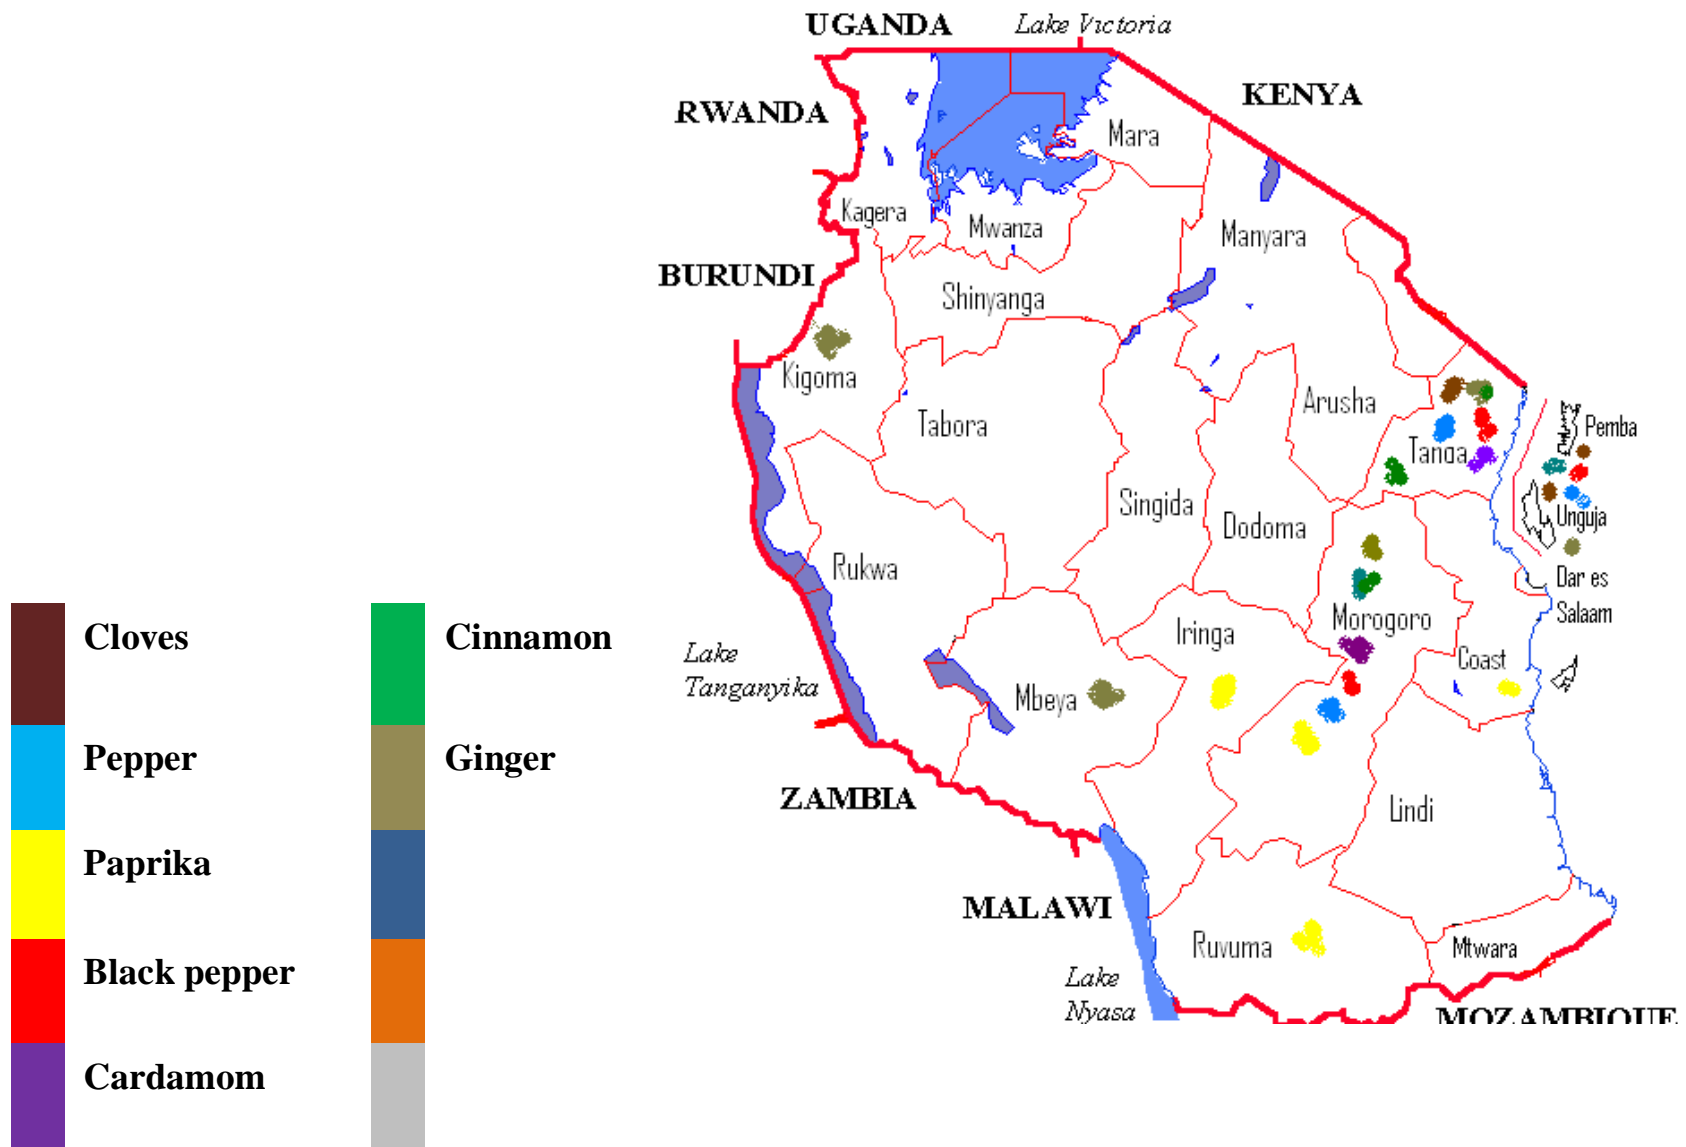 UGANDA
Lake Victoria
KENYA
RWANDA
Mara
Kagera
Mwanza
Manyara
BURUNDI
Shinyanga
Kigoma
Arusha
Tabora
Pemba
Tanga
Singida
Dodoma
Unguja
Rukwa
Dar es
Salaam
Morogoro
Iringa
Coast
Lake
Tanganyika
Mbeya
ZAMBIA
Lindi
MALAWI
Ruvuma
Mtwara
Lake
Nyasa
MOZAMBIQUE
Cloves
Pepper
Paprika
Black pepper
Cardamom
Cinnamon
Ginger